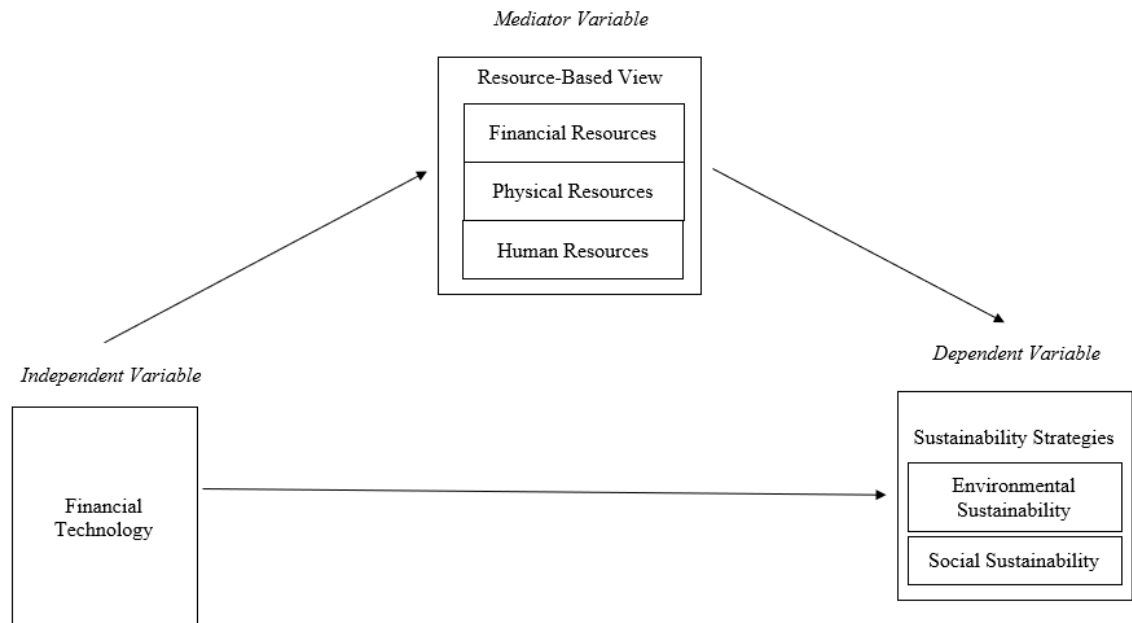 Mediator Variable
Resource-Based View
Financial Resources
Physical Resources
Human Resources
Independent Variable
Financial
Technology
Dependent Variable
Sustainability Strategies
Environmental
Sustainability
Social Sustainability